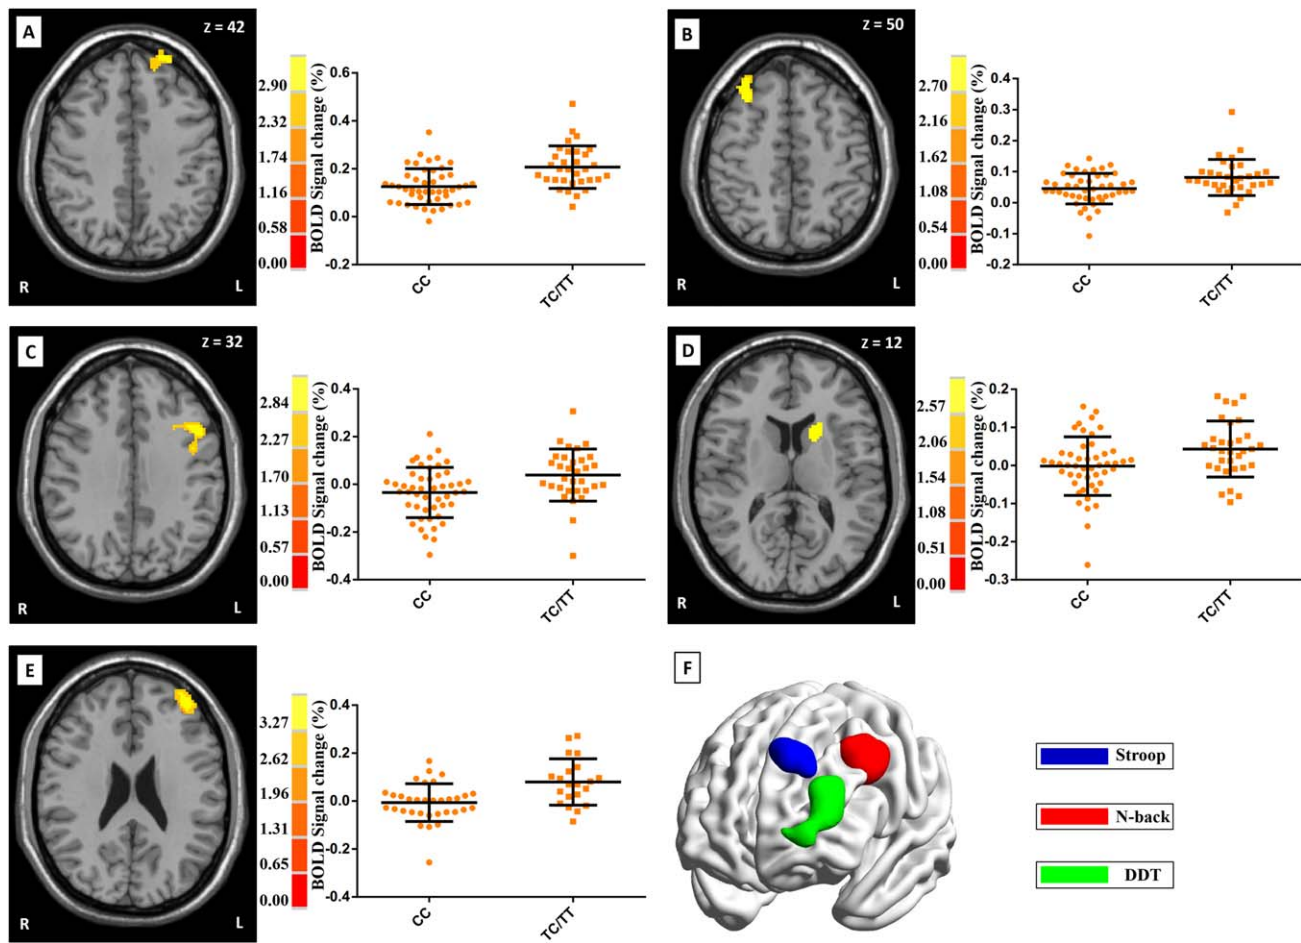 A
z = 42
R
L
2.90
2.32
1.74
1.16
0.58
0.00
BOLD Signal change (%)
0.6
0.4
0.2
0.0
-0.2
CC
TC/TT
B
z = 50
R
L
2.70
2.16
1.62
1.08
0.54
0.00
BOLD Signal change (%)
0.4
0.3
0.2
0.1
0.0
-0.1
-0.2
CC
TC/TT
C
z = 32
R
L
2.84
2.27
1.70
1.13
0.57
0.00
BOLD Signal change (%)
0.4
0.2
0.0
-0.2
-0.4
CC
TC/TT
D
z = 12
R
L
2.57
2.06
1.54
1.08
0.51
0.00
BOLD Signal change (%)
0.2
0.1
0.0
-0.1
-0.2
-0.3
CC
TC/TT
E
R
L
3.27
2.62
1.96
1.31
0.65
0.00
BOLD Signal change (%)
0.4
0.2
0.0
-0.2
-0.4
CC
TC/TT
F
Stroop
N-back
DDT